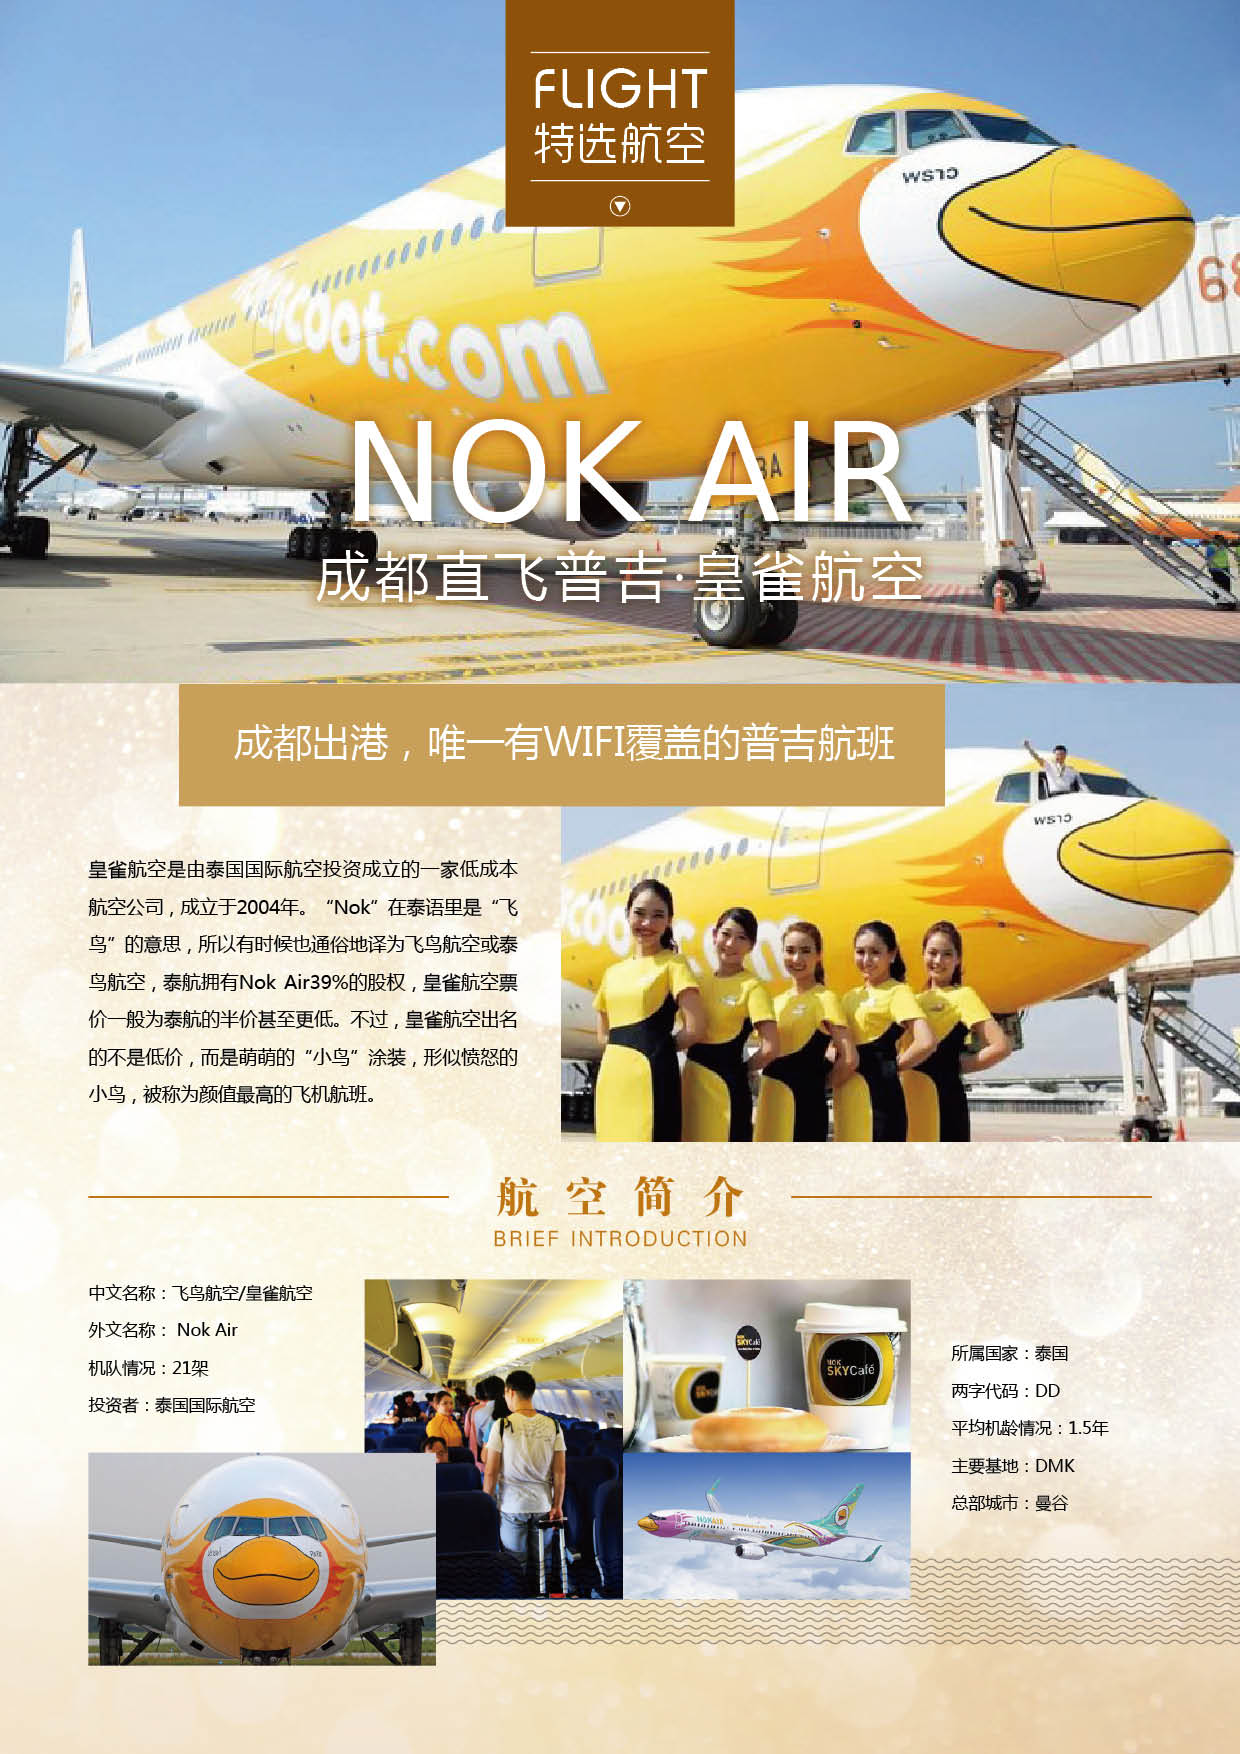 FLIGHT
特选航空
scoot.com
NOK AIR
成都直飞普吉·皇雀航空
成都出港，唯一有WIFI覆盖的普吉航班
皇雀航空是由泰国国际航空投资成立的一家低成本
航空公司，成立于2004年。“Nok”在泰语里是“飞
鸟”的意思，所以有时候也通俗地译为飞鸟航空或泰
鸟航空，泰航拥有Nok Air39%的股权，皇雀航空票
价一般为泰航的半价甚至更低。不过，皇雀航空出名
的不是低价，而是萌萌的“小鸟”涂装，形似愤怒的
小鸟，被称为颜值最高的飞机航班。
航空简介
BRIEF INTRODUCTION
中文名称：飞鸟航空/皇雀航空
外文名称： Nok Air
机队情况：21架
投资者：泰国国际航空
NOK
SKYCafé
NOK
SKYCafé
NOKAIR
所属国家：泰国
两字代码：DD
平均机龄情况：1.5年
主要基地：DMK
总部城市：曼谷